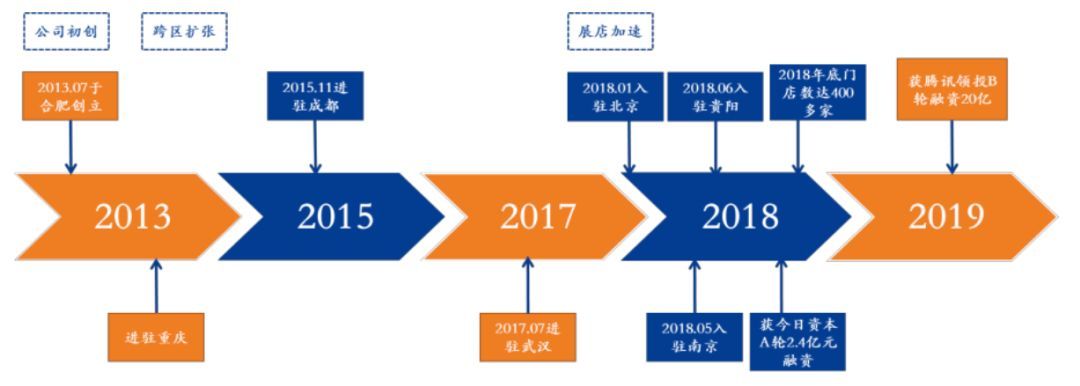 公司初创
跨区扩张
展店加速
2013.07于
合肥创立
2015.11进
驻成都
2018.01入
驻北京
2018.06入
驻贵阳
2018年底门
店数达400
多家
获腾讯领投B
轮融资20亿
2013
2015
2017
2018
2019
进驻重庆
2017.07进
驻武汉
2018.05入
驻南京
获今日资本
A轮2.4亿元
融资